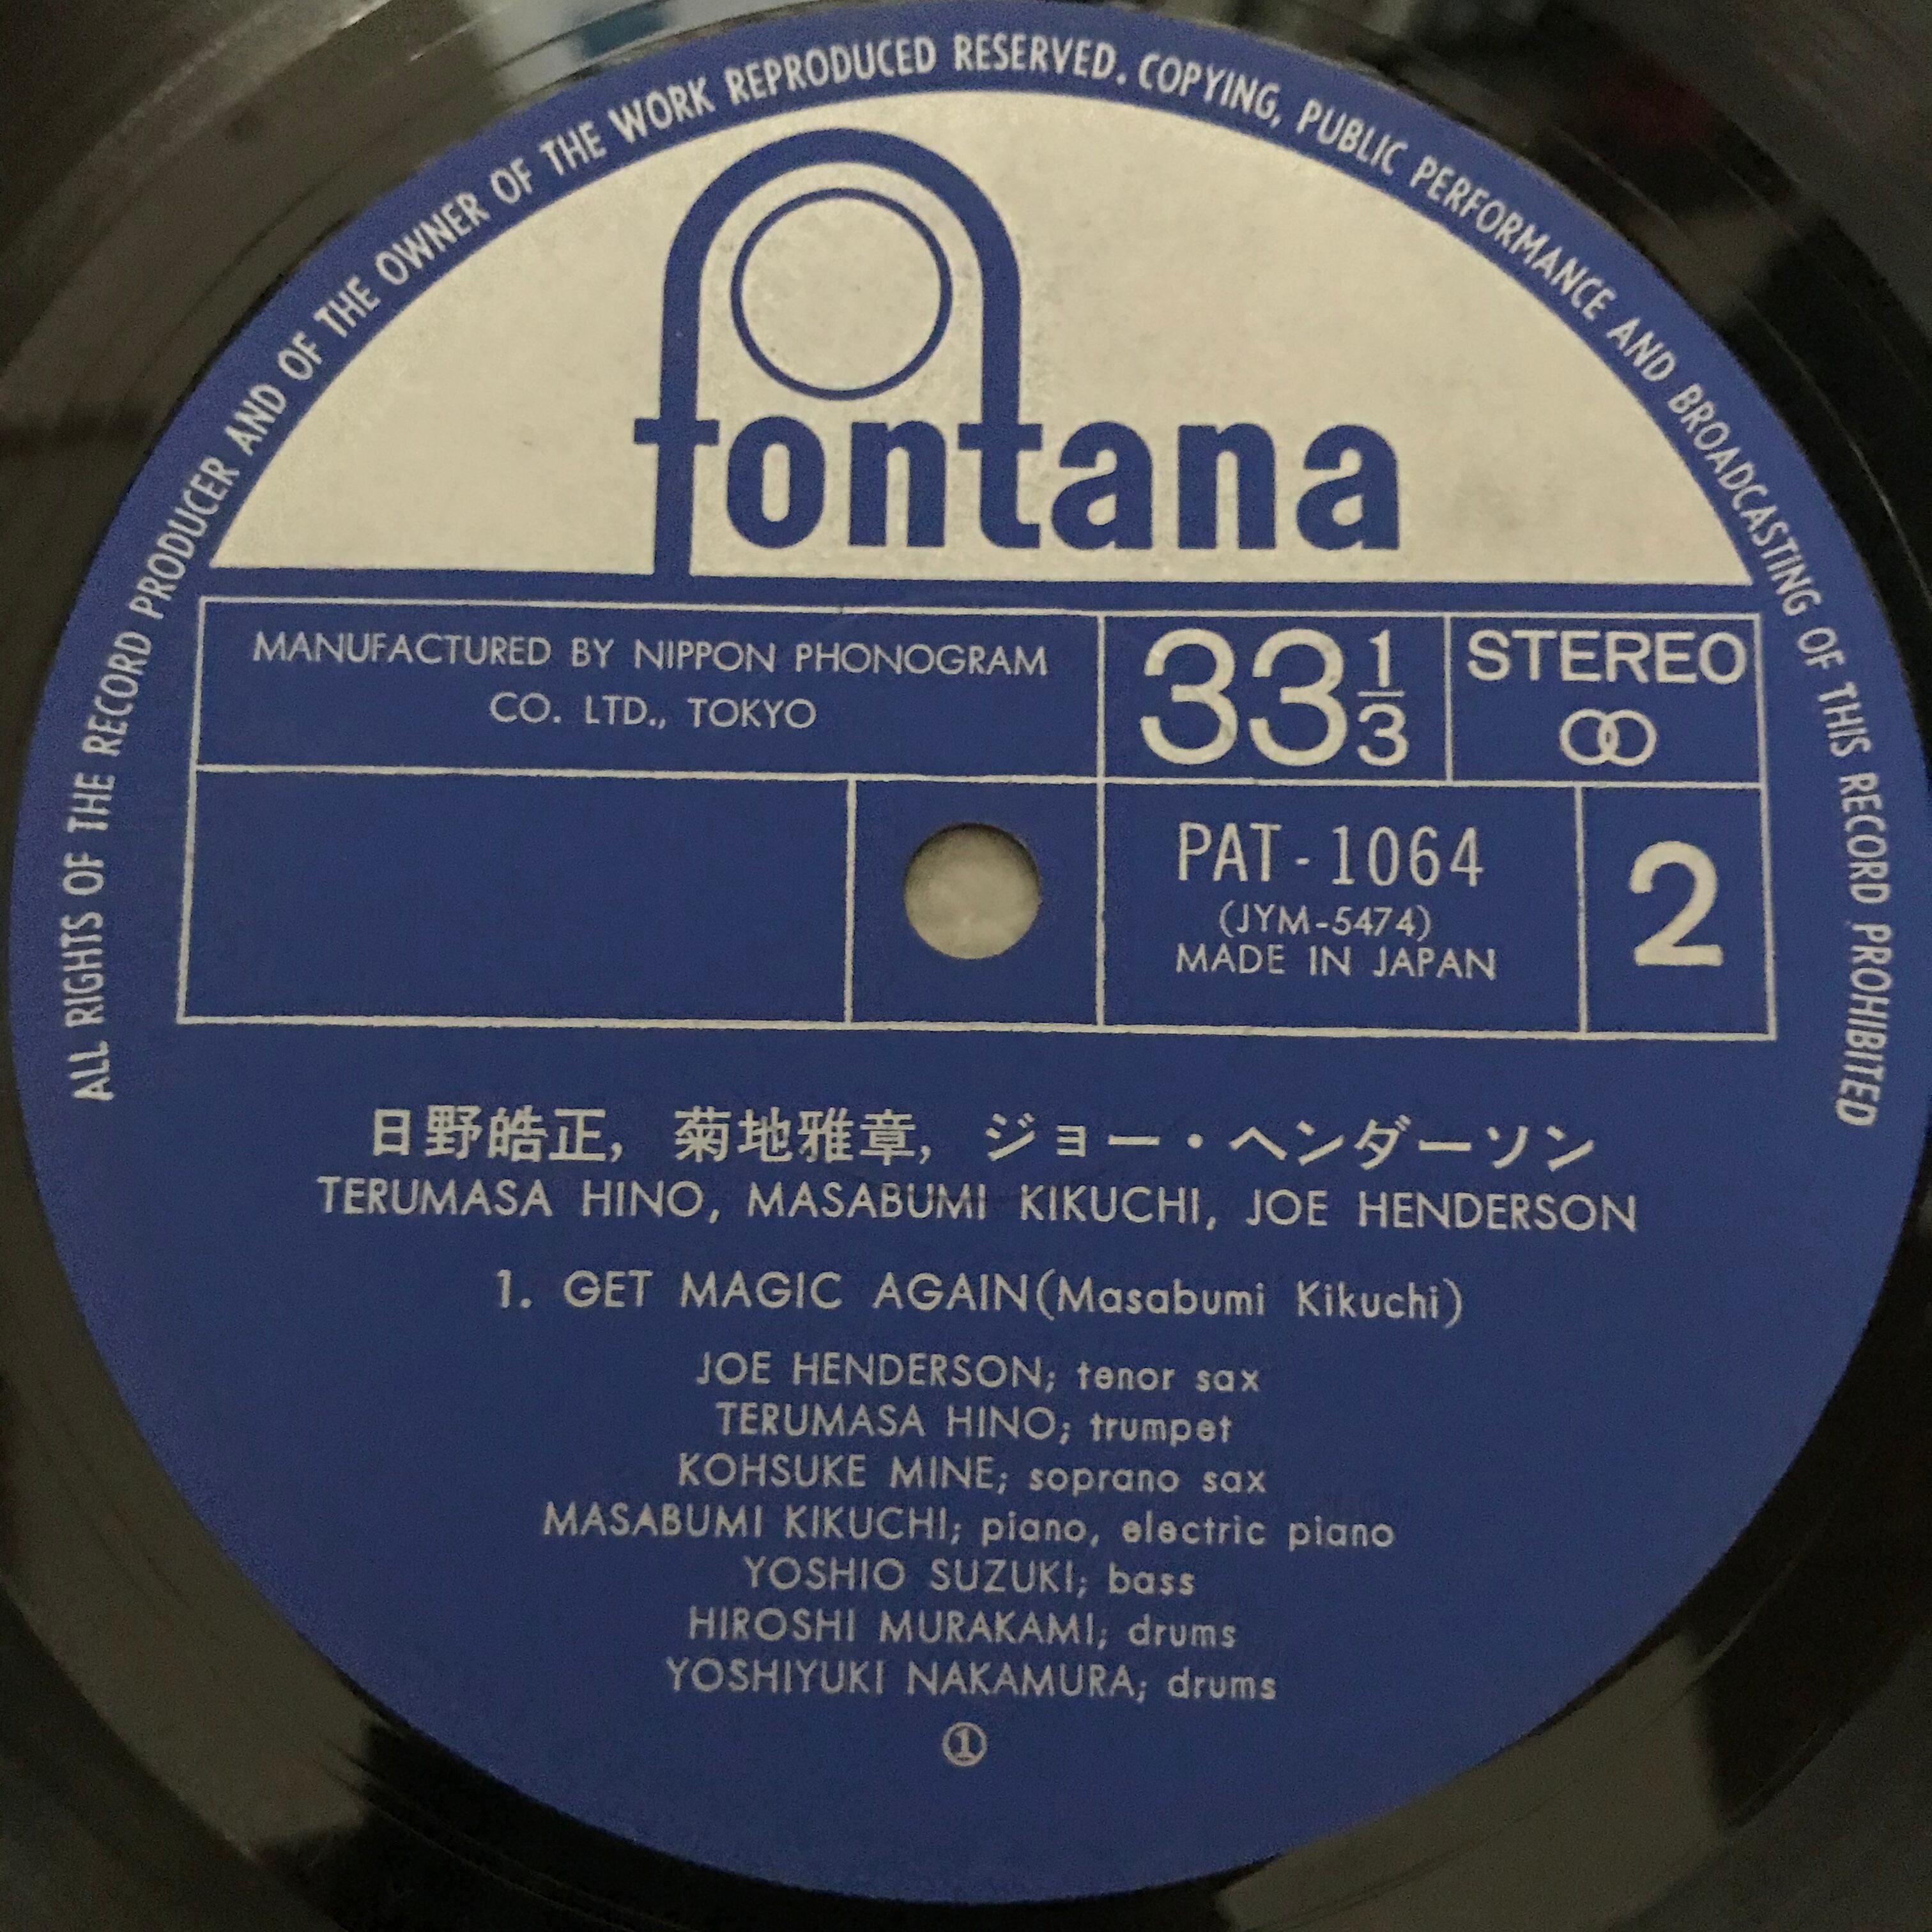 ALL RIGHTS OF THE RECORD PRODUCER AND OF THE OWNER OF THE WORK REPRODUCED RESERVED. COPYING, PUBLIC PERFORMANCE AND BROADCASTING OF THIS RECORD PROHIBITED
fontana
MANUFACTURED BY NIPPON PHONOGRAM
CO. LTD., TOKYO
33 1/3
STEREO
PAT-1064
(JYM-5474)
MADE IN JAPAN
2
日野皓正, 菊地雅章, ジョー・ヘンダーソン
TERUMASA HINO, MASABUMI KIKUCHI, JOE HENDERSON
1. GET MAGIC AGAIN(Masabumi Kikuchi)
JOE HENDERSON; tenor sax
TERUMASA HINO; trumpet
KOHSUKE MINE; soprano sax
MASABUMI KIKUCHI; piano, electric piano
YOSHIO SUZUKI; bass
HIROSHI MURAKAMI; drums
YOSHIYUKI NAKAMURA; drums
①